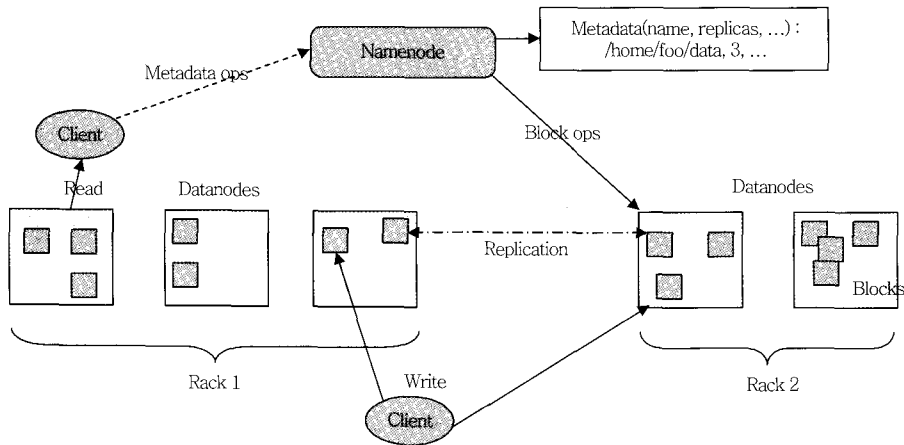 Metadata(name, replicas, …) :
/home/foo/data, 3, …
Namenode
Metadata ops
Client
Block ops
Read
Datanodes
Datanodes
Replication
Blocks
Rack 1
Write
Rack 2
Client